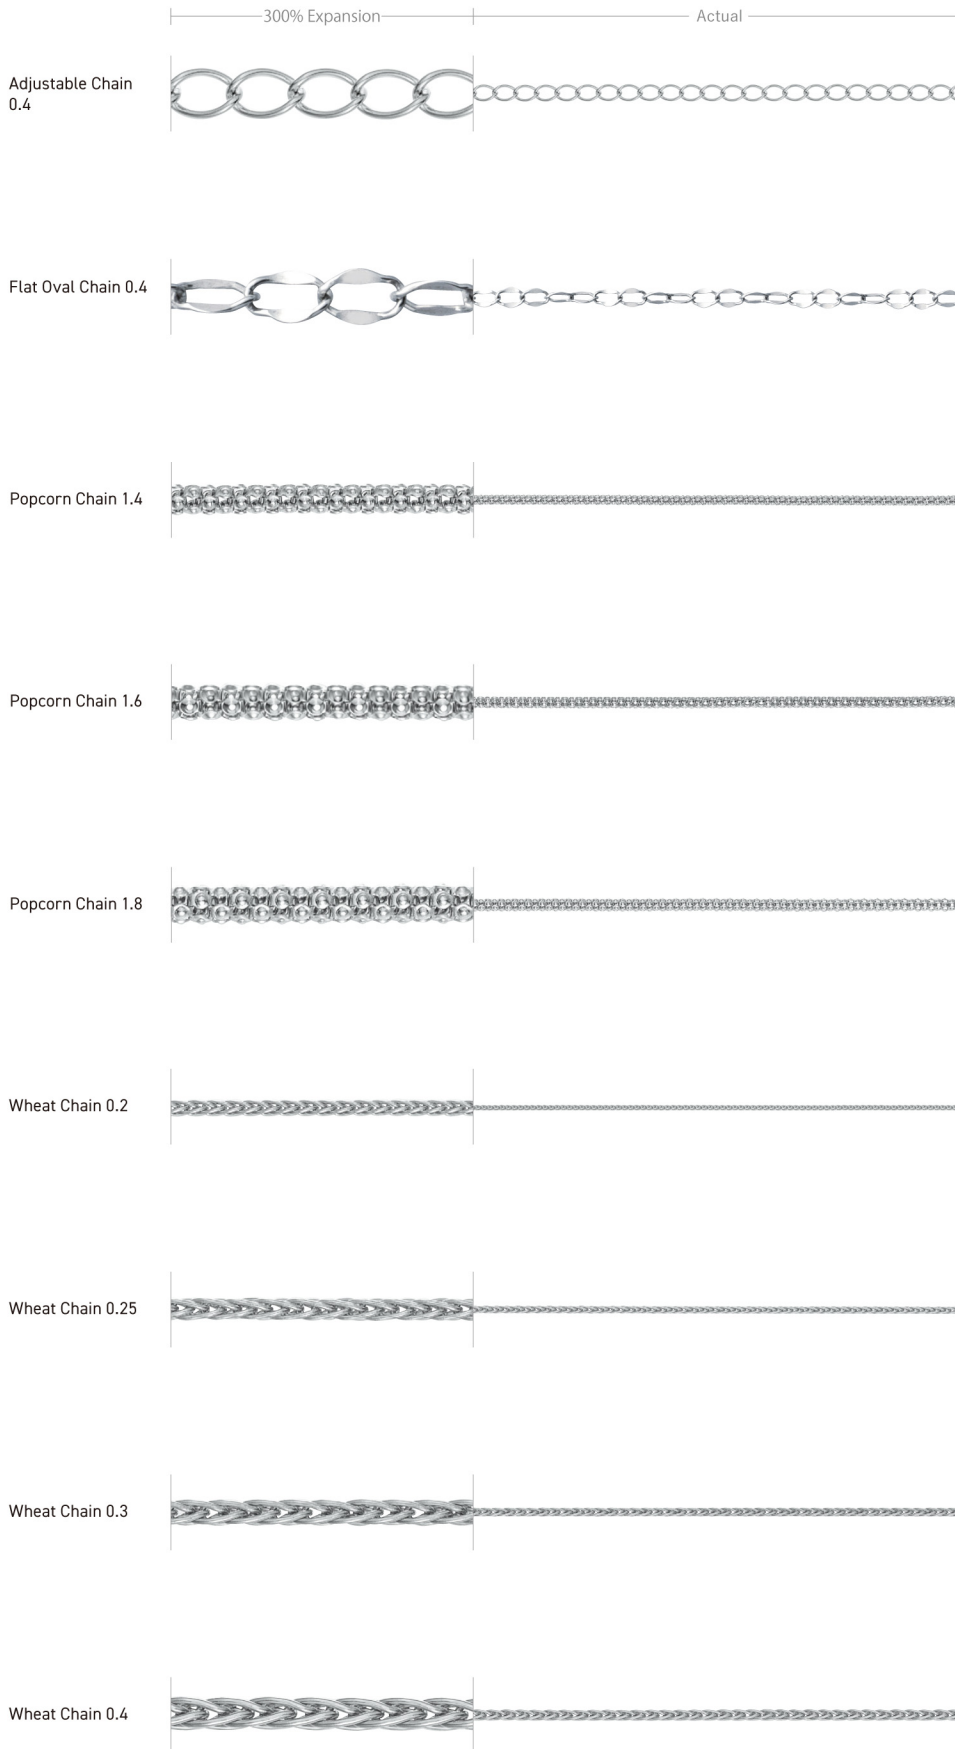 300% Expansion
Actual
Adjustable Chain
0.4
Flat Oval Chain 0.4
Popcorn Chain 1.4
Popcorn Chain 1.6
Popcorn Chain 1.8
Wheat Chain 0.2
Wheat Chain 0.25
Wheat Chain 0.3
Wheat Chain 0.4